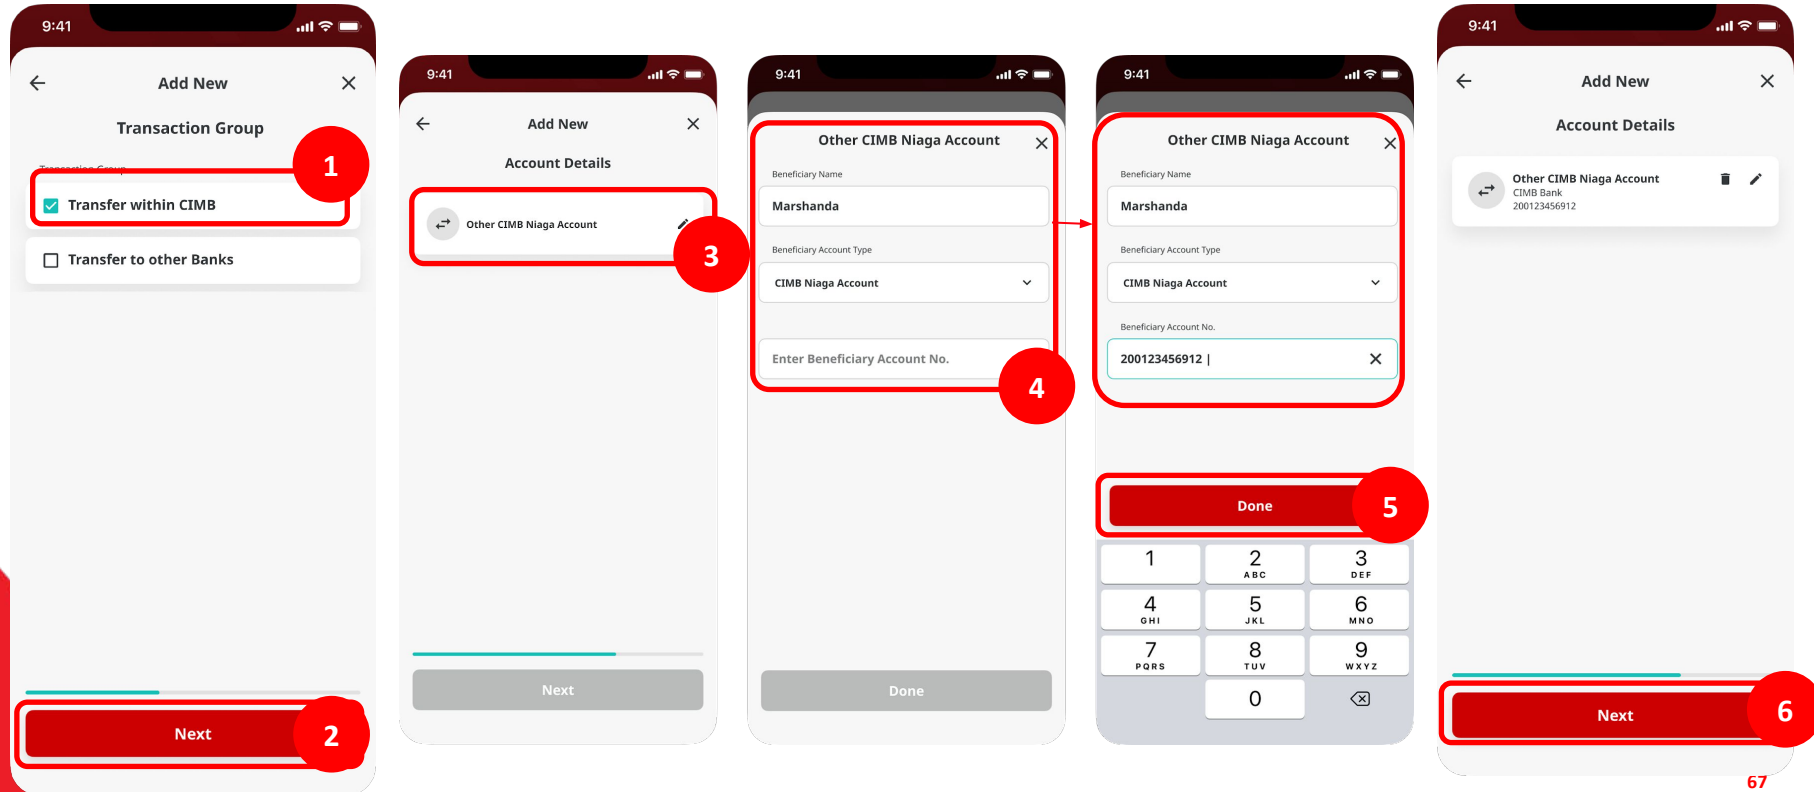 9:41
Add New
Transaction Group
Transaction Group
1
Transfer within CIMB
Transfer to other Banks
Next
2
9:41
Add New
Account Details
Other CIMB Niaga Account
3
Next
9:41
Other CIMB Niaga Account
Beneficiary Name
Marshanda
Beneficiary Account Type
CIMB Niaga Account
Enter Beneficiary Account No.
4
Done
9:41
Other CIMB Niaga Account
Beneficiary Name
Marshanda
Beneficiary Account Type
CIMB Niaga Account
Beneficiary Account No.
200123456912 |
Done
5
1 2 3
ABC DEF
4 5 6
GHI JKL MNO
7 8 9
PQRS TUV WXYZ
0
9:41
Add New
Account Details
Other CIMB Niaga Account
CIMB Bank
200123456912
Next
6
67